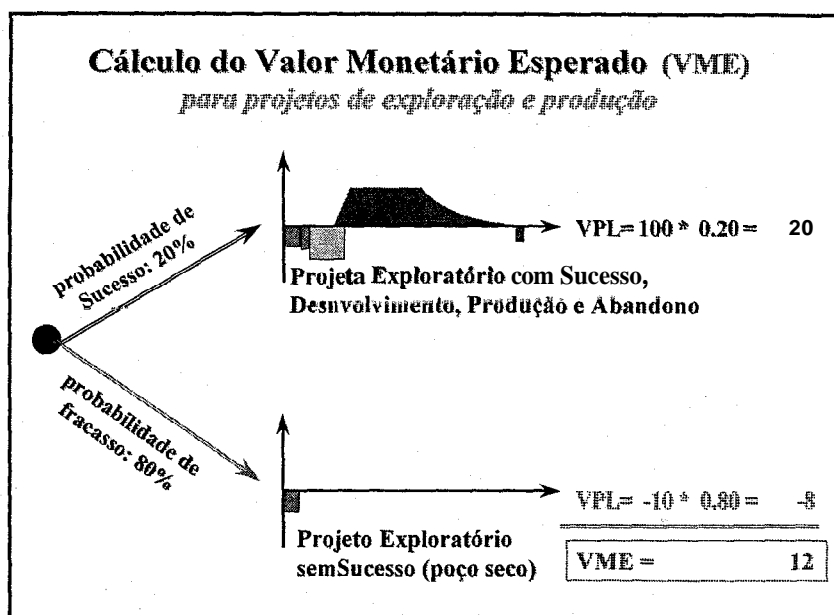 Cálculo do Valor Monetário Esperado (VME)
para projetos de exploração e produção
probabilidade de
Sucesso: 20%
VPL= 100 * 0.20 = 20
Projeta Exploratório com Sucesso,
Desnvolvimento, Produção e Abandono
probabilidade de
fracasso: 80%
VPL= -10 * 0.80 = -8
Projeto Exploratório
semSucesso (poço seco)
VME = 12